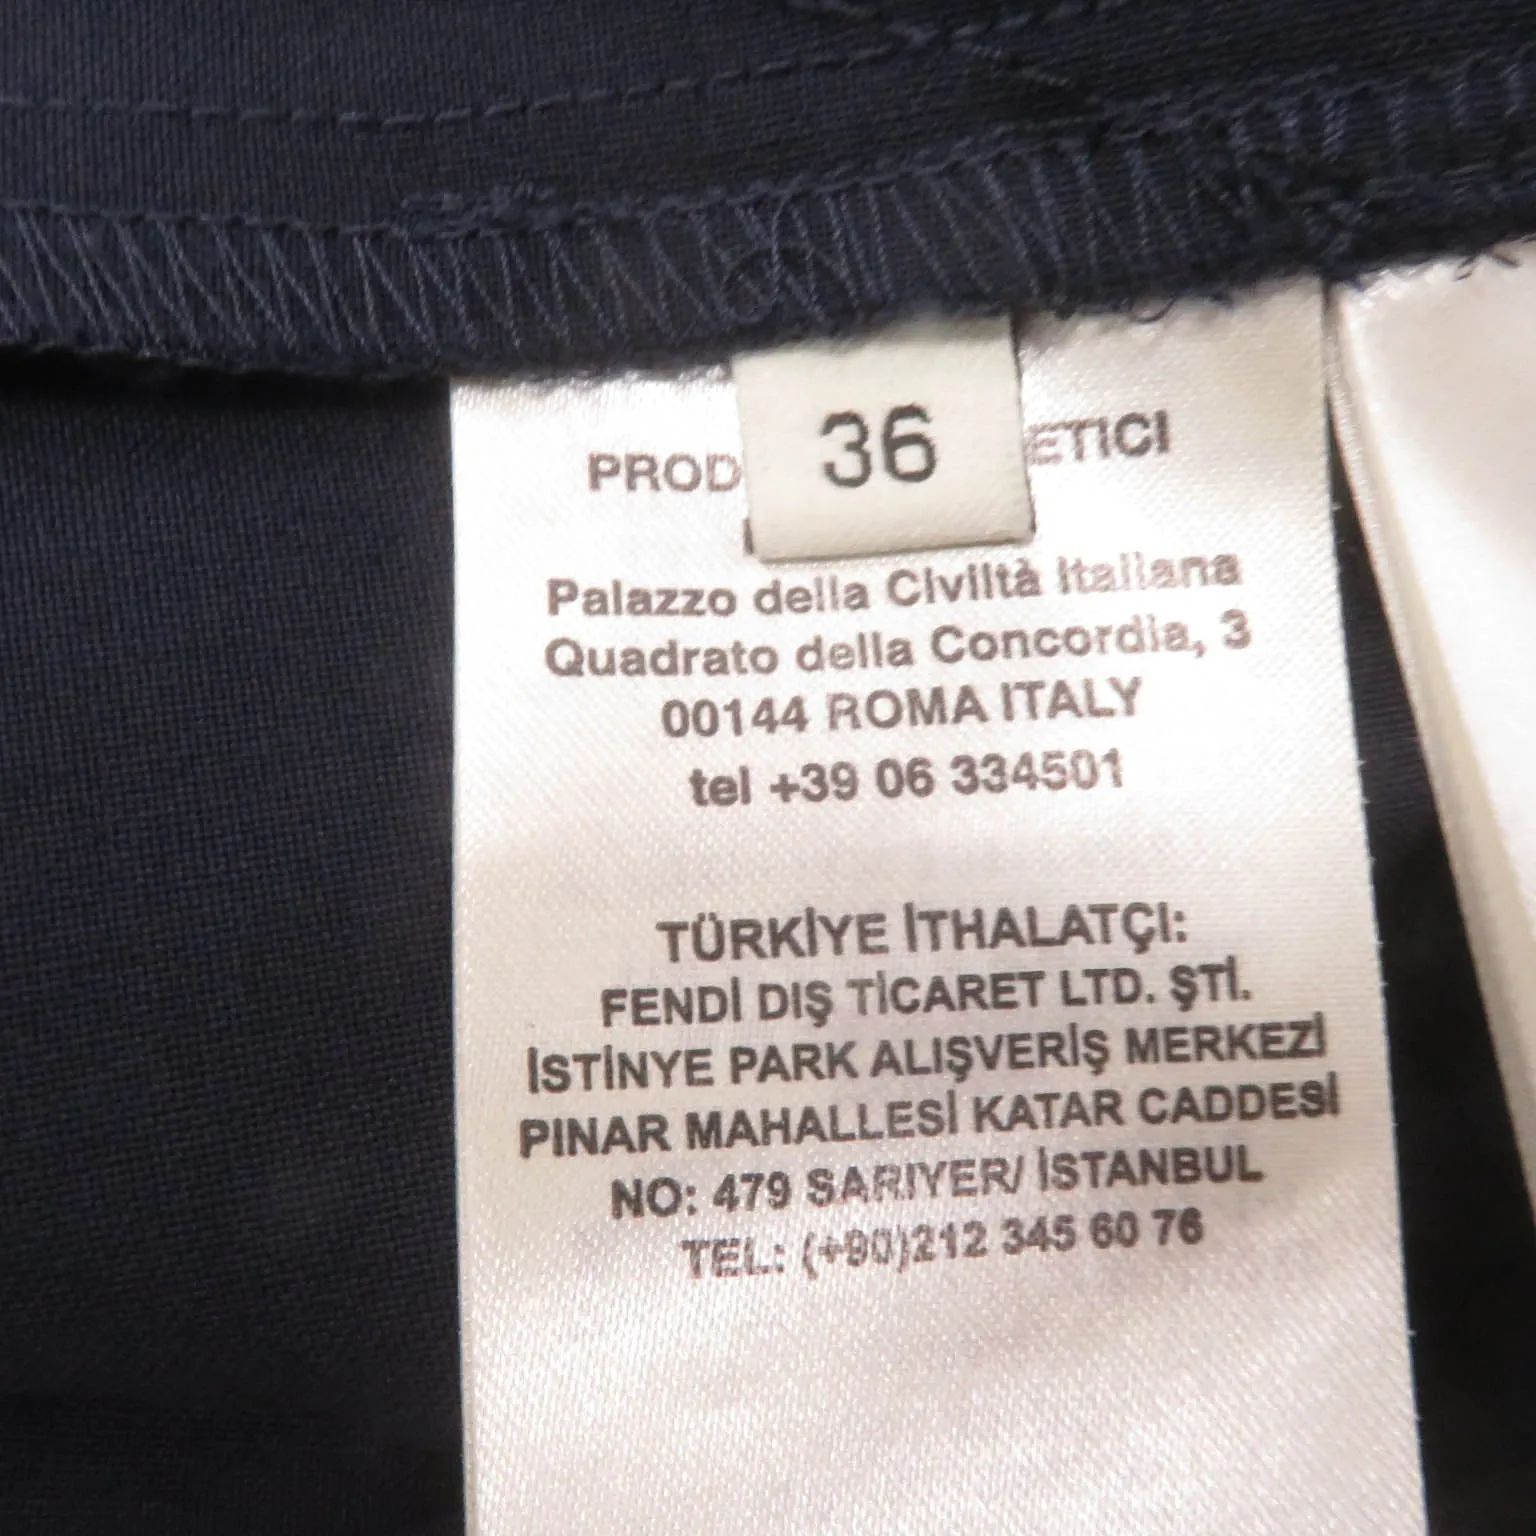 36
Palazzo della Civiltà Italiana
Quadrato della Concordia, 3
00144 ROMA ITALY
tel +39 06 334501
TÜRKİYE İTHALATÇI:
FENDİ DIŞ TİCARET LTD. ŞTİ.
İSTİNYE PARK ALIŞVERİŞ MERKEZİ
PINAR MAHALLESİ KATAR CADDESİ
NO: 479 SARIYER/ İSTANBUL
TEL: (+90)212 345 60 76